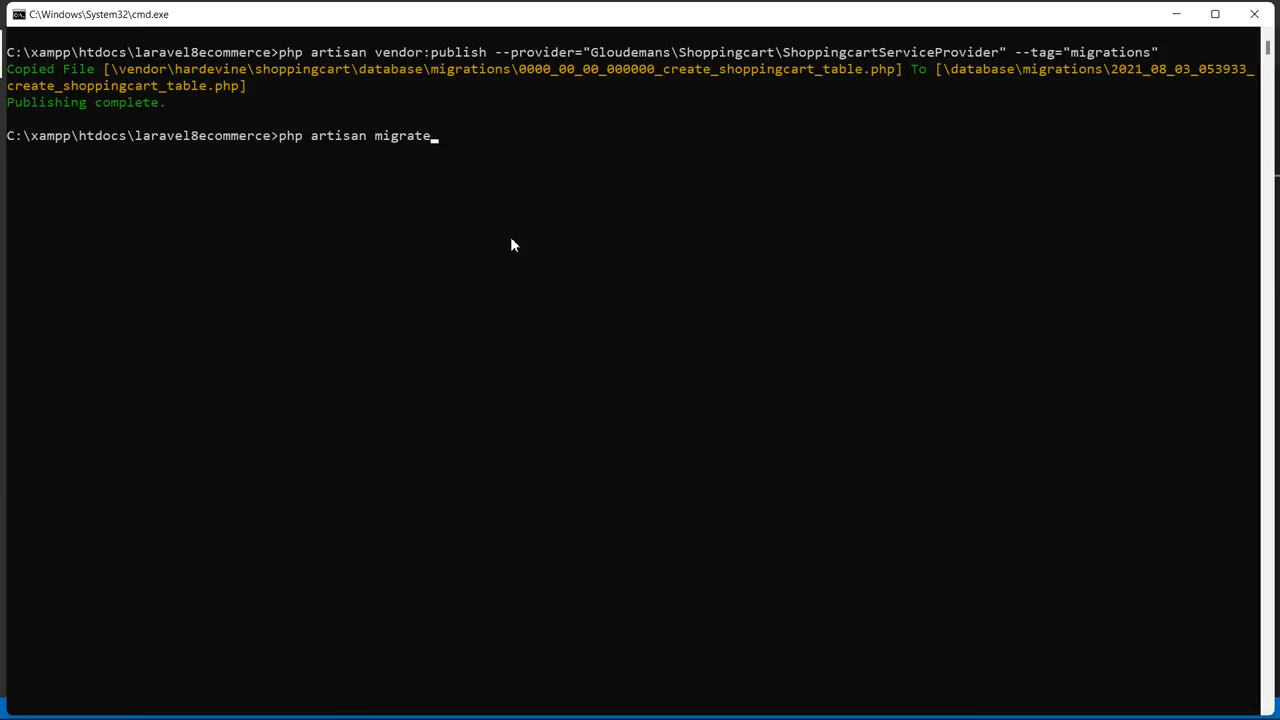 C:\Windows\System32\cmd.exe
C:\xampp\htdocs\laravel8ecommerce>php artisan vendor:publish --provider="Gloudemans\Shoppingcart\ShoppingcartServiceProvider" --tag="migrations"
Copied File [\vendor\hardevine\shoppingcart\database\migrations\0000_00_00_000000_create_shoppingcart_table.php] To [\database\migrations\2021_08_03_053933_
create_shoppingcart_table.php]
Publishing complete.
C:\xampp\htdocs\laravel8ecommerce>php artisan migrate